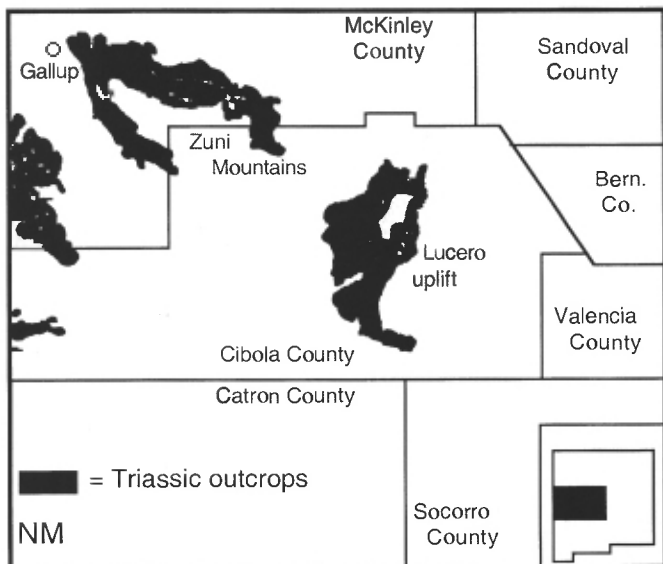 McKinley
County
Sandoval
County
Gallup
Zuni
Mountains
Bern.
Co.
Lucero
uplift
Valencia
County
Cibola County
Catron County
= Triassic outcrops
Socorro
County
NM